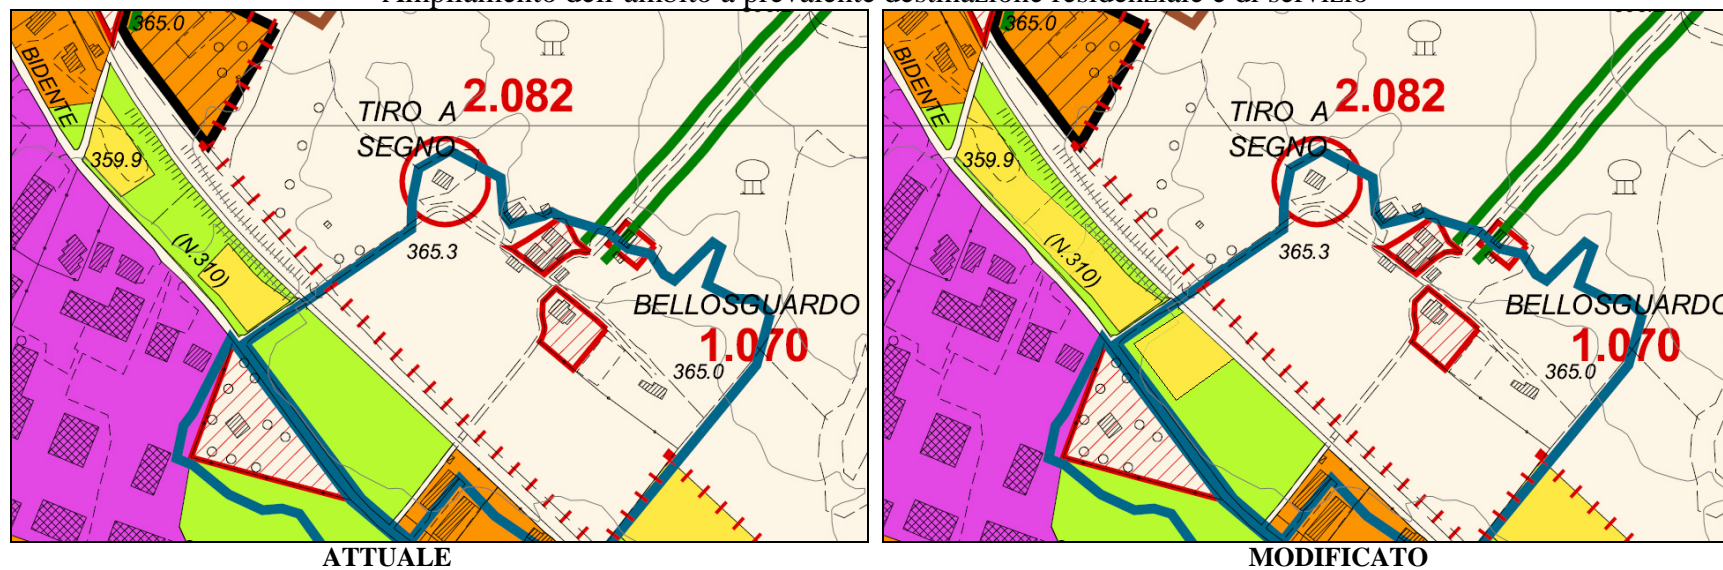 Ampliamento dell'ambito a prevalente destinazione residenziale e di servizio
365.0
BIDENTE
2.082
TIRO A
SEGNO
359.9
(N.310)
365.3
BELLOSGUARDO
1.070
365.0
ATTUALE
365.0
BIDENTE
2.082
TIRO A
SEGNO
359.9
(N.310)
365.3
BELLOSGUARDO
1.070
365.0
MODIFICATO